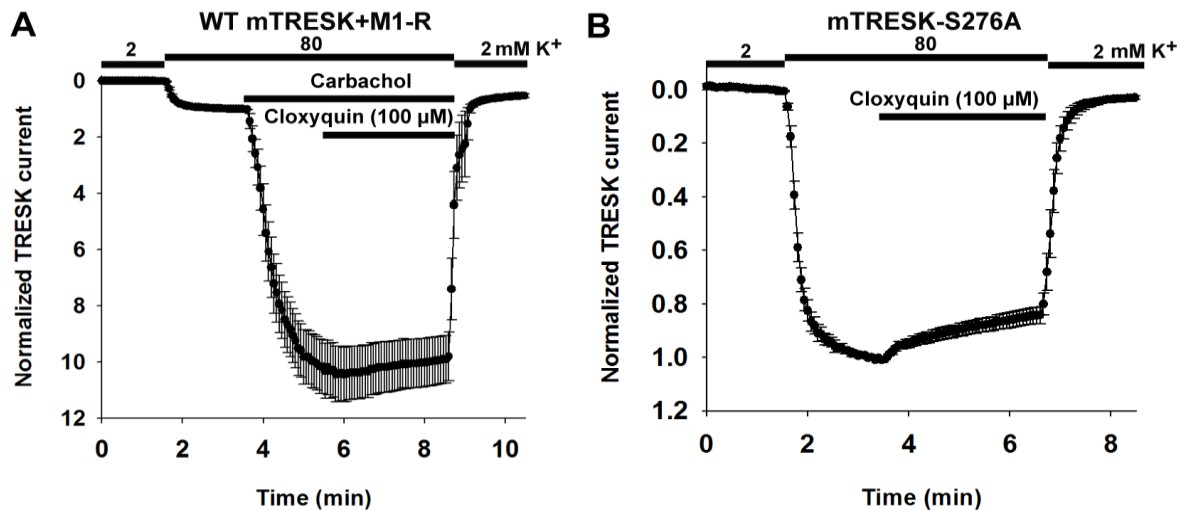 A
WT mTRESK+M1-R
2
80
2 mM K+
Carbachol
Cloxyquin (100 µM)
Normalized TRESK current
0
2
4
6
8
10
12
0 2 4 6 8 10
Time (min)
B
mTRESK-S276A
2
80
2 mM K+
Cloxyquin (100 µM)
Normalized TRESK current
0.0
0.2
0.4
0.6
0.8
1.0
1.2
0 2 4 6 8
Time (min)